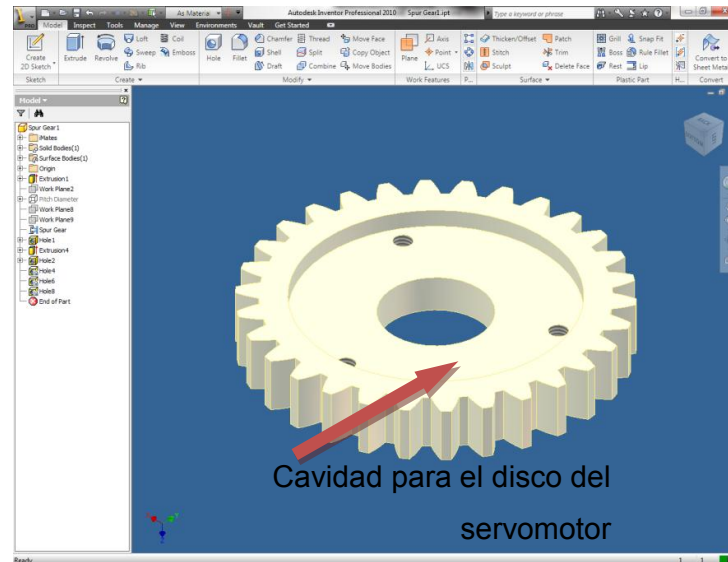 As Material
Autodesk Inventor Professional 2010 Spur Gear1.ipt
Type a keyword or phrase
PRO Model Inspect Tools Manage View Environments Vault Get Started
Create 2D Sketch
Extrude Revolve
Loft Coil
Sweep Emboss
Rib
Hole Fillet
Chamfer Thread Move Face
Shell Split Copy Object
Draft Combine Move Bodies
Plane
Axis
Point
UCS
Thicken/Offset Patch
Stitch Trim
Sculpt Delete Face
Grill Snap Fit
Boss Rule Fillet
Rest Lip
Convert to
Sheet Metal
Sketch Create Modify Work Features P... Surface Plastic Part H... Convert
Model
Spur Gear1
iMates
Solid Bodies(1)
Surface Bodies(1)
Origin
Extrusion1
Work Plane2
Pitch Diameter
Work Plane8
Work Plane9
Spur Gear
Hole1
Extrusion4
Hole2
Hole4
Hole6
Hole8
End of Part
Cavidad para el disco del
servomotor
Ready
1 1